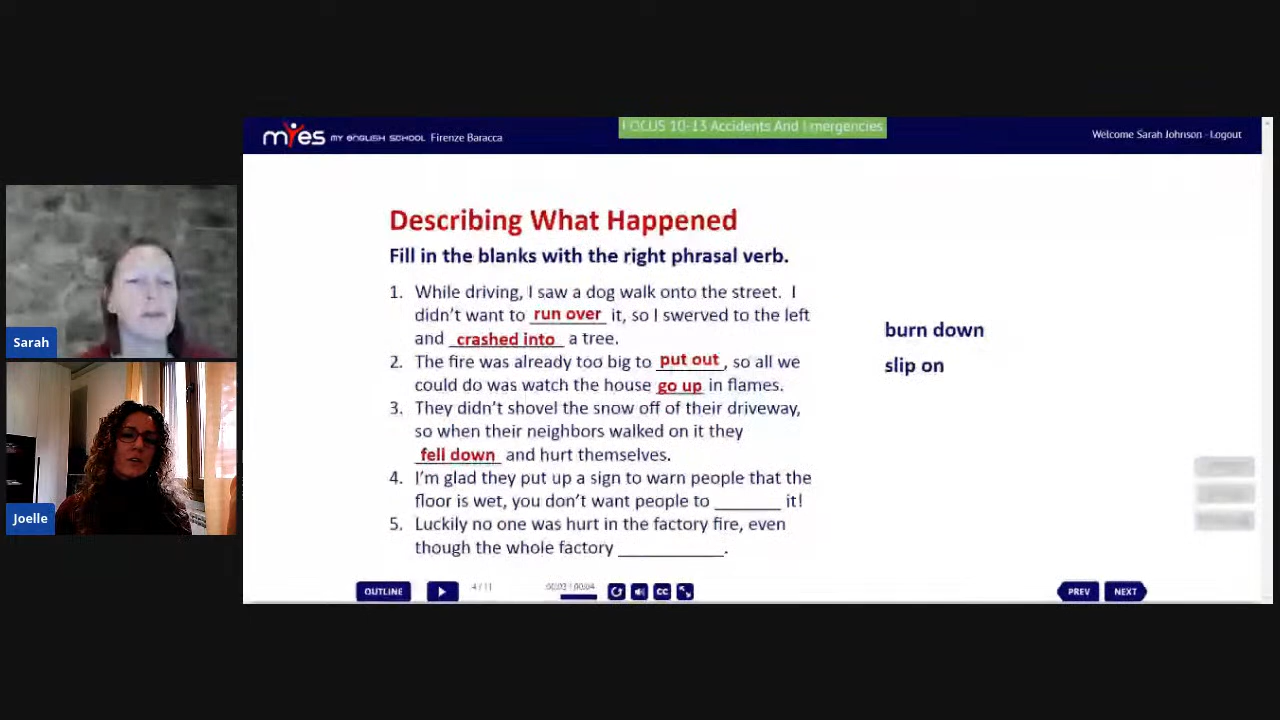 FOCUS 10-13 Accidents And Emergencies
myes MY ENGLISH SCHOOL Firenze Baracca
Welcome Sarah Johnson - Logout
Describing What Happened
Fill in the blanks with the right phrasal verb.
1. While driving, I saw a dog walk onto the street. I
didn't want to run over it, so I swerved to the left
and crashed into a tree.
2. The fire was already too big to put out, so all we
could do was watch the house go up in flames.
3. They didn't shovel the snow off of their driveway,
so when their neighbors walked on it they
fell down and hurt themselves.
4. I'm glad they put up a sign to warn people that the
floor is wet, you don't want people to ________ it!
5. Luckily no one was hurt in the factory fire, even
though the whole factory ____________.
burn down
slip on
Sarah
Joelle
OUTLINE
4 / 11
00:03 / 00:04
CC
PREV
NEXT